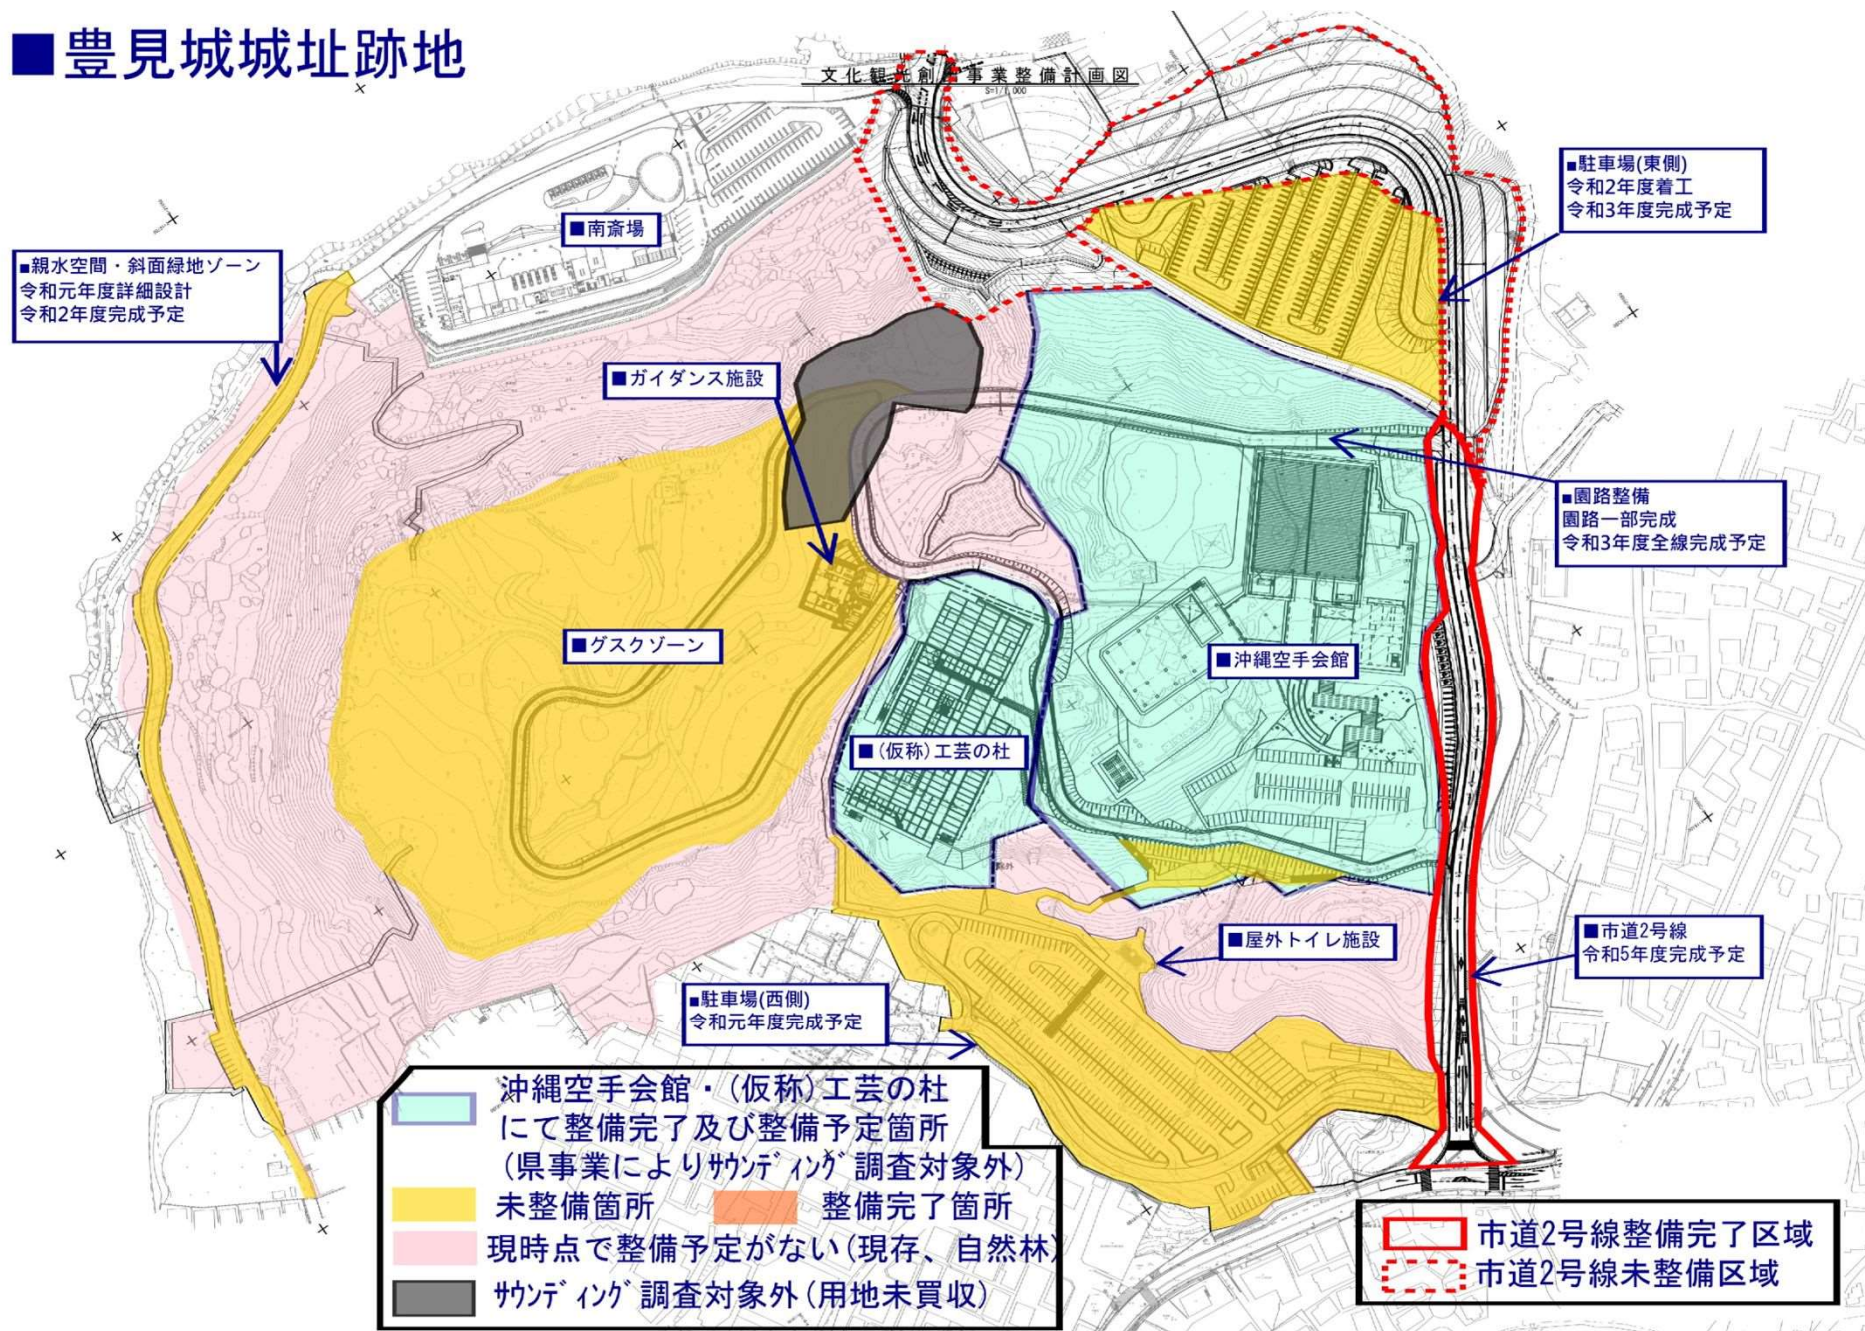 ■豊見城城址跡地
文化観光創 事業整備計画図
S=1/1,000
■駐車場(東側)
令和2年度着工
令和3年度完成予定
■南斎場
■親水空間・斜面緑地ゾーン
令和元年度詳細設計
令和2年度完成予定
■ガイダンス施設
■園路整備
園路一部完成
令和3年度全線完成予定
■グスクゾーン
■沖縄空手会館
■(仮称)工芸の杜
■屋外トイレ施設
■市道2号線
令和5年度完成予定
■駐車場(西側)
令和元年度完成予定
沖縄空手会館・(仮称)工芸の杜
にて整備完了及び整備予定箇所
(県事業によりｻｳﾝﾃﾞｨﾝｸﾞ調査対象外)
未整備箇所 整備完了箇所
現時点で整備予定がない(現存、自然林)
ｻｳﾝﾃﾞｨﾝｸﾞ調査対象外(用地未買収)
市道2号線整備完了区域
市道2号線未整備区域